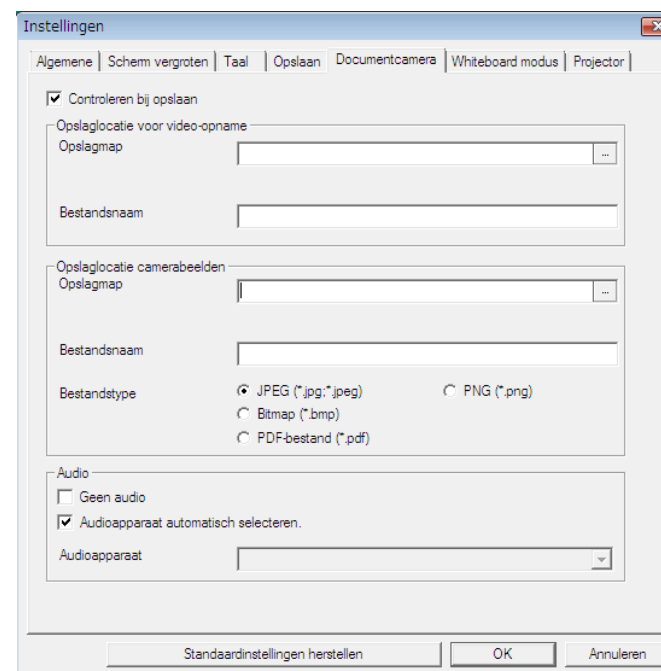 Instellingen
Algemene Scherm vergroten Taal Opslaan Documentcamera Whiteboard modus Projector
Controleren bij opslaan
Opslaglocatie voor video-opname
Opslagmap ...
Bestandsnaam
Opslaglocatie camerabeelden
Opslagmap ...
Bestandsnaam
Bestandstype JPEG (*.jpg;*.jpeg) PNG (*.png)
Bitmap (*.bmp)
PDF-bestand (*.pdf)
Audio
Geen audio
Audioapparaat automatisch selecteren.
Audioapparaat
Standaardinstellingen herstellen OK Annuleren